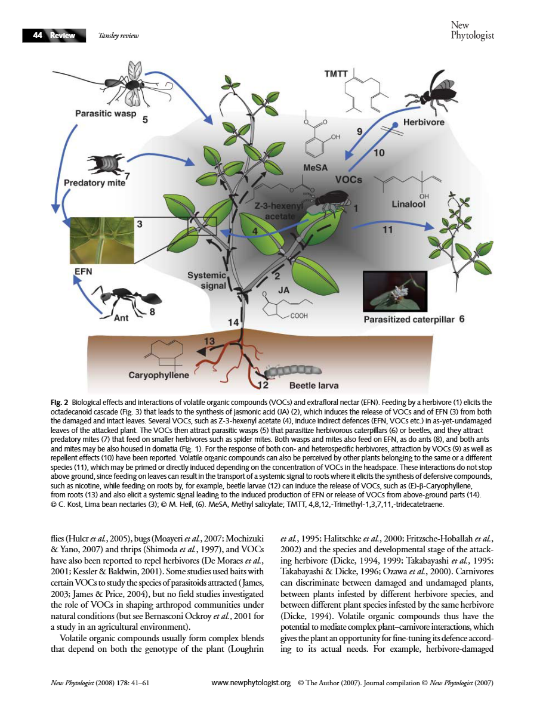 44 Review
Tansley review
New
Phytologist
TMTT
Parasitic wasp 5
Herbivore
9
OH
10
MeSA
VOCs
7
Predatory mite
OH
Linalool
Z-3-hexenyl
acetate
1
3
4
11
EFN
Systemic
signal
2
JA
8
Ant
COOH
14
Parasitized caterpillar 6
13
Caryophyllene
12
Beetle larva
Fig. 2 Biological effects and interactions of volatile organic compounds (VOCs) and extrafloral nectar (EFN). Feeding by a herbivore (1) elicits the
octadecanoid cascade (Fig. 3) that leads to the synthesis of jasmonic acid (JA) (2), which induces the release of VOCs and of EFN (3) from both
the damaged and intact leaves. Several VOCs, such as Z-3-hexenyl acetate (4), induce indirect defences (EFN, VOCs etc.) in as-yet-undamaged
leaves of the attacked plant. The VOCs then attract parasitic wasps (5) that parasitize herbivorous caterpillars (6) or beetles, and they attract
predatory mites (7) that feed on smaller herbivores such as spider mites. Both wasps and mites also feed on EFN, as do ants (8), and both ants
and mites may be also housed in domatia (Fig. 1). For the response of both con- and heterospecific herbivores, attraction by VOCs (9) as well as
repellent effects (10) have been reported. Volatile organic compounds can also be perceived by other plants belonging to the same or a different
species (11), which may be primed or directly induced depending on the concentration of VOCs in the headspace. These interactions do not stop
above ground, since feeding on leaves can result in the transport of a systemic signal to roots where it elicits the synthesis of defensive compounds,
such as nicotine, while feeding on roots by, for example, beetle larvae (12) can induce the release of VOCs, such as (E)-β-Caryophyllene,
from roots (13) and also elicit a systemic signal leading to the induced production of EFN or release of VOCs from above-ground parts (14).
© C. Kost, Lima bean nectaries (3); © M. Heil, (6). MeSA, Methyl salicylate; TMTT, 4,8,12,-Trimethyl-1,3,7,11,-tridecatetraene.
flies (Hulcr et al., 2005), bugs (Moayeri et al., 2007; Mochizuki
& Yano, 2007) and thrips (Shimoda et al., 1997), and VOCs
have also been reported to repel herbivores (De Moraes et al.,
2001; Kessler & Baldwin, 2001). Some studies used baits with
certain VOCs to study the species of parasitoids attracted (James,
2003; James & Price, 2004), but no field studies investigated
the role of VOCs in shaping arthropod communities under
natural conditions (but see Bernasconi Ockroy et al., 2001 for
a study in an agricultural environment).
Volatile organic compounds usually form complex blends
that depend on both the genotype of the plant (Loughrin
et al., 1995; Halitschke et al., 2000; Fritzsche-Hoballah et al.,
2002) and the species and developmental stage of the attack-
ing herbivore (Dicke, 1994, 1999; Takabayashi et al., 1995;
Takabayashi & Dicke, 1996; Ozawa et al., 2000). Carnivores
can discriminate between damaged and undamaged plants,
between plants infested by different herbivore species, and
between different plant species infested by the same herbivore
(Dicke, 1994). Volatile organic compounds thus have the
potential to mediate complex plant–carnivore interactions, which
gives the plant an opportunity for fine-tuning its defence accord-
ing to its actual needs. For example, herbivore-damaged
New Phytologist (2008) 178: 41–61
www.newphytologist.org © The Author (2007). Journal compilation © New Phytologist (2007)